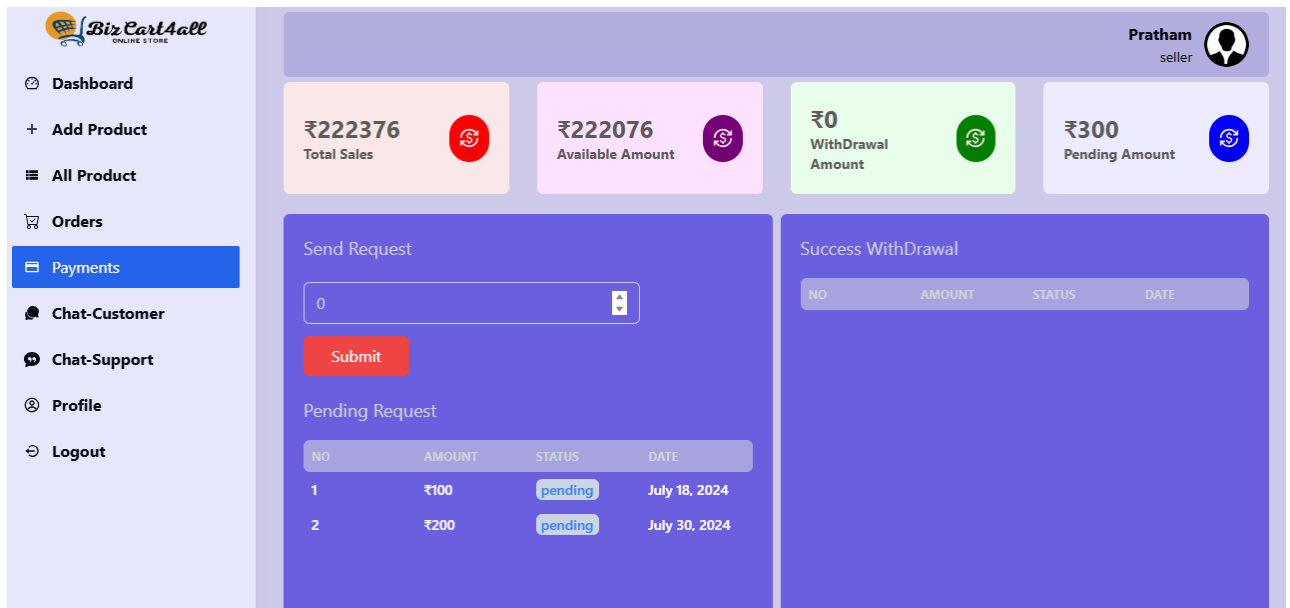 Biz Cart4all
ONLINE STORE
Dashboard
Add Product
All Product
Orders
Payments
Chat-Customer
Chat-Support
Profile
Logout
Pratham
seller
₹222376
Total Sales
₹222076
Available Amount
₹0
WithDrawal
Amount
₹300
Pending Amount
Send Request
0
Submit
Pending Request
NO AMOUNT STATUS DATE
1 ₹100 pending July 18, 2024
2 ₹200 pending July 30, 2024
Success WithDrawal
NO AMOUNT STATUS DATE